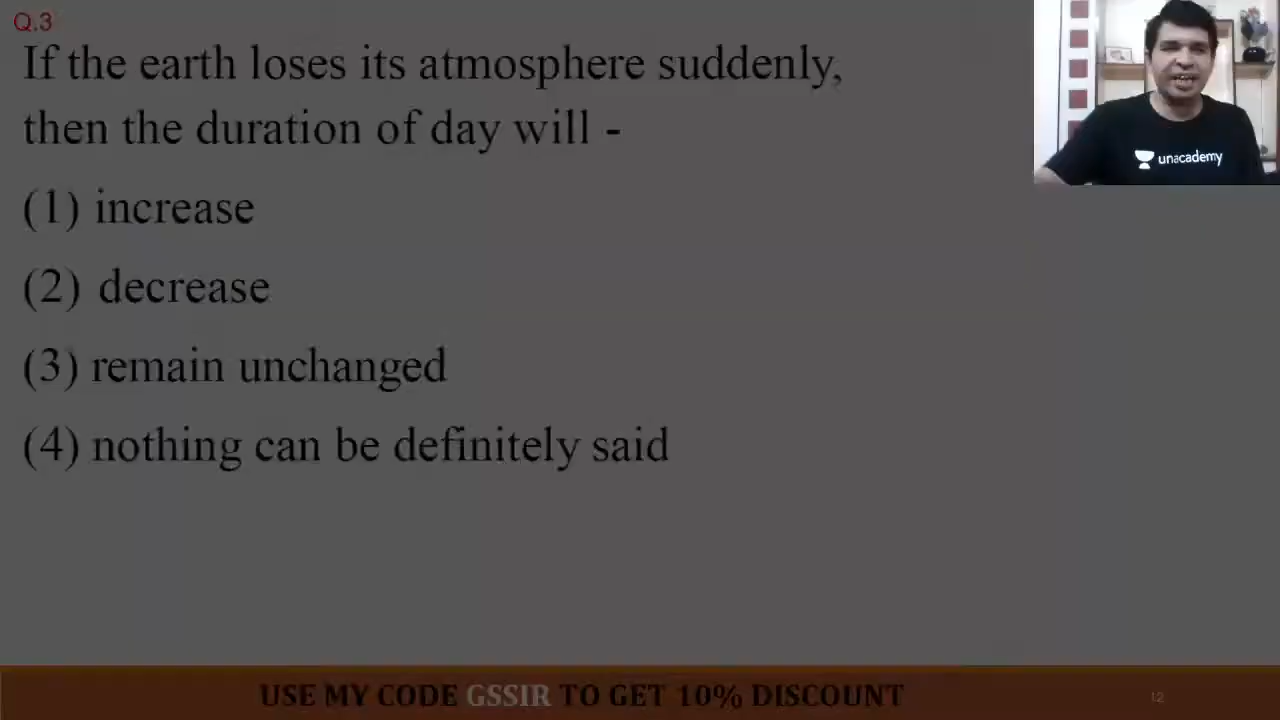 Q.3
If the earth loses its atmosphere suddenly,
then the duration of day will -
(1) increase
(2) decrease
(3) remain unchanged
(4) nothing can be definitely said
unacademy
USE MY CODE GSSIR TO GET 10% DISCOUNT
12